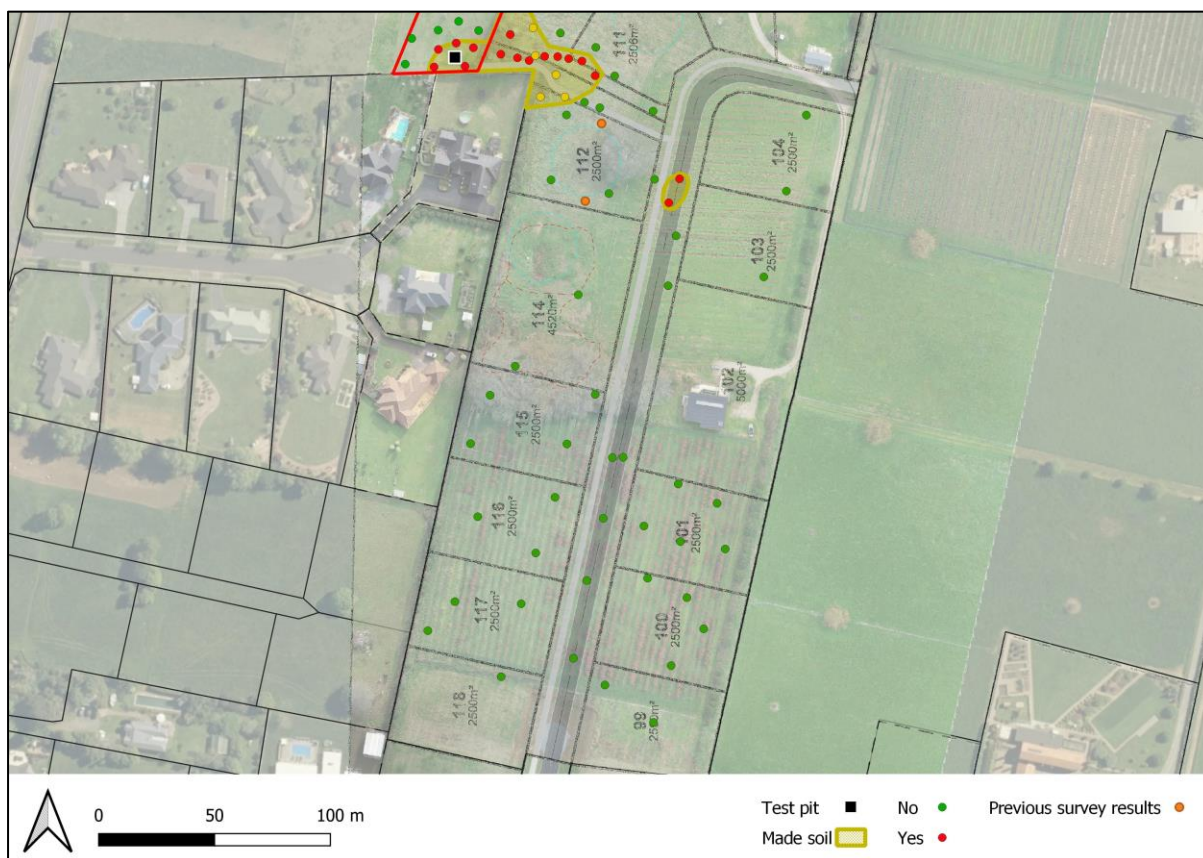 111
2506m²
104
2500m²
112
2500m²
103
2500m²
114
4520m²
102
5000m²
115
2500m²
116
2500m²
101
2500m²
117
2500m²
100
2500m²
118
2500m²
99
0 50 100 m
Test pit No Previous survey results
Made soil Yes